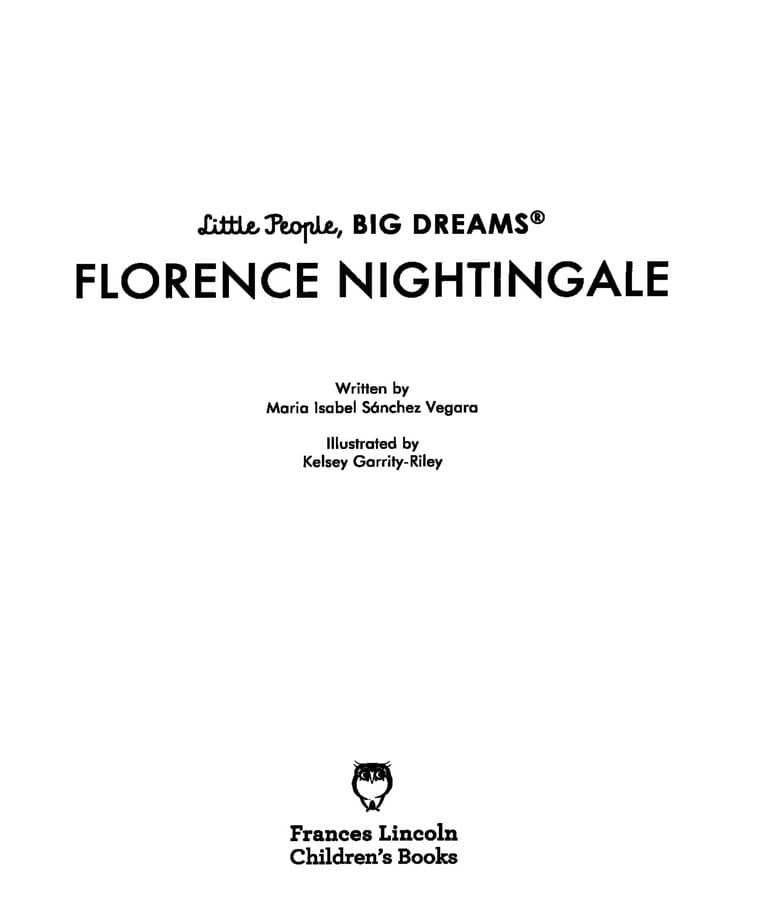 Little People, BIG DREAMS®
FLORENCE NIGHTINGALE
Written by
Maria Isabel Sánchez Vegara
Illustrated by
Kelsey Garrity-Riley
Frances Lincoln
Children's Books